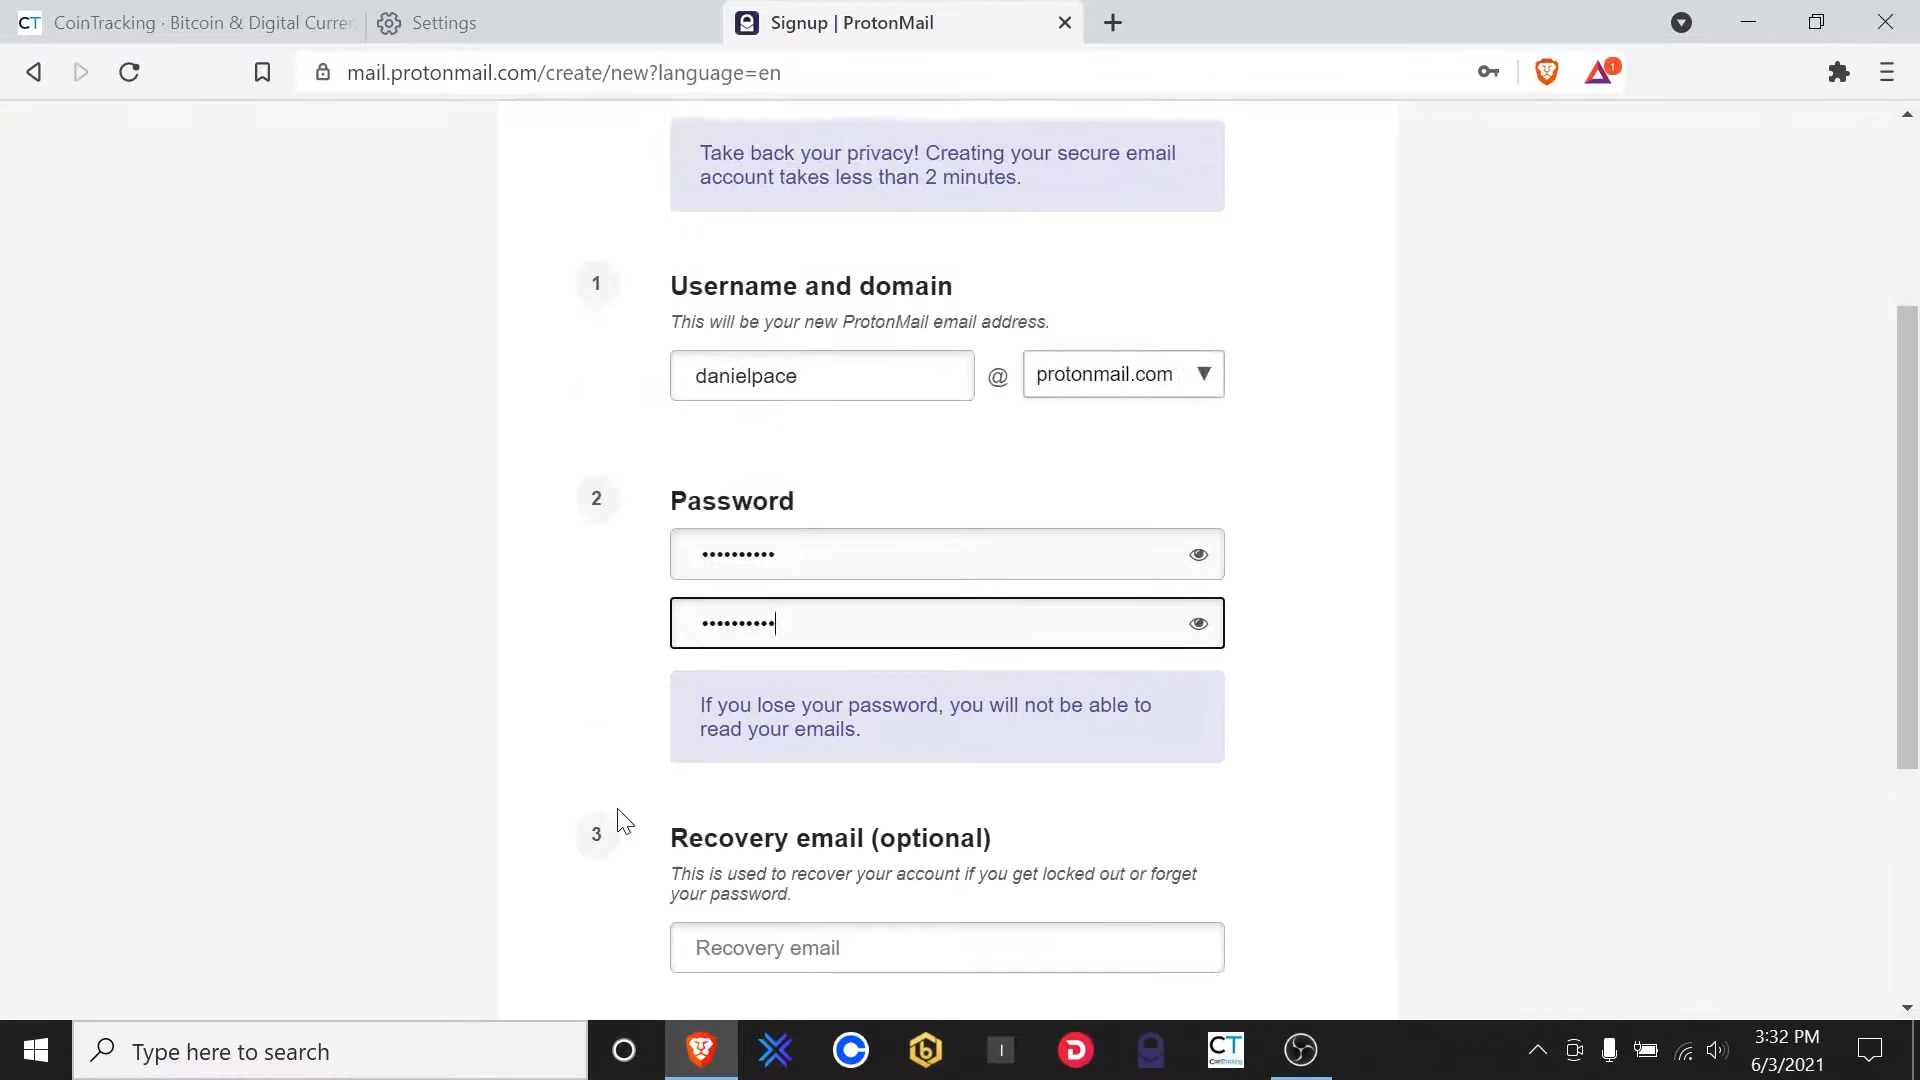 CT CoinTracking · Bitcoin & Digital Curren
Settings
Signup | ProtonMail
mail.protonmail.com/create/new?language=en
1
Take back your privacy! Creating your secure email
account takes less than 2 minutes.
1
Username and domain
This will be your new ProtonMail email address.
danielpace
@
protonmail.com
2
Password
••••••••••
••••••••••
If you lose your password, you will not be able to
read your emails.
3
Recovery email (optional)
This is used to recover your account if you get locked out or forget
your password.
Recovery email
Type here to search
I
CT
CoinTracking
3:32 PM
6/3/2021